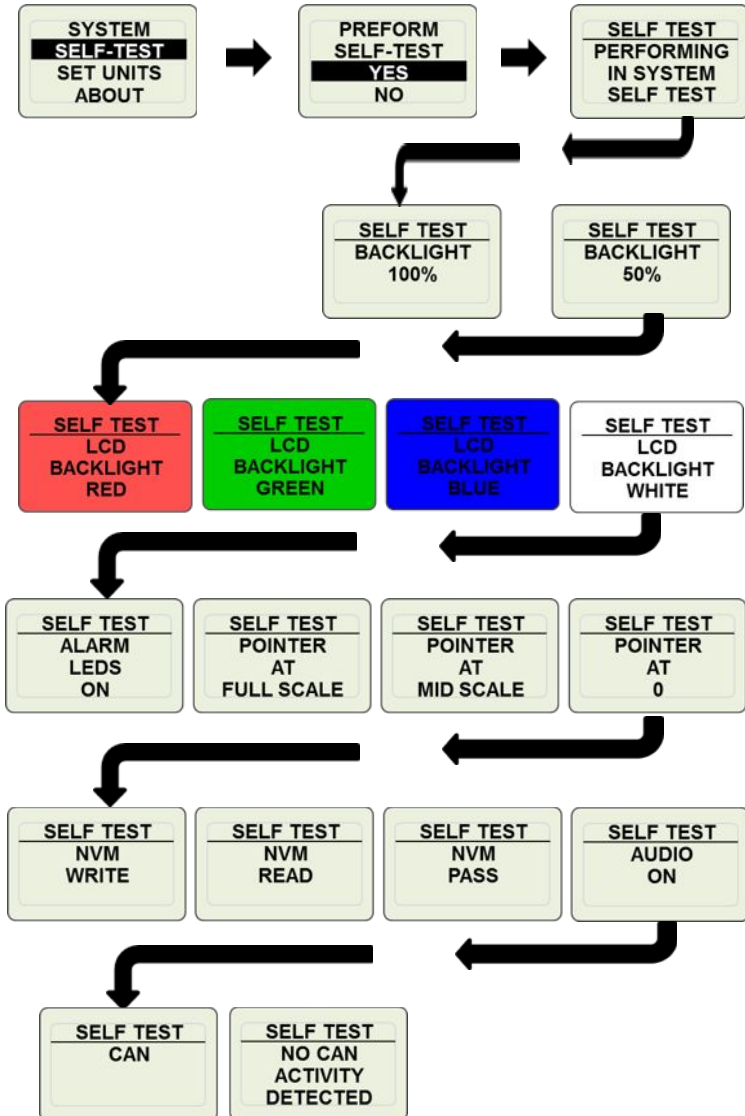 SYSTEM
SELF-TEST
SET UNITS
ABOUT
PREFORM
SELF-TEST
YES
NO
SELF TEST
PERFORMING
IN SYSTEM
SELF TEST
SELF TEST
BACKLIGHT
100%
SELF TEST
BACKLIGHT
50%
SELF TEST
LCD
BACKLIGHT
RED
SELF TEST
LCD
BACKLIGHT
GREEN
SELF TEST
LCD
BACKLIGHT
BLUE
SELF TEST
LCD
BACKLIGHT
WHITE
SELF TEST
ALARM
LEDS
ON
SELF TEST
POINTER
AT
FULL SCALE
SELF TEST
POINTER
AT
MID SCALE
SELF TEST
POINTER
AT
0
SELF TEST
NVM
WRITE
SELF TEST
NVM
READ
SELF TEST
NVM
PASS
SELF TEST
AUDIO
ON
SELF TEST
CAN
SELF TEST
NO CAN
ACTIVITY
DETECTED